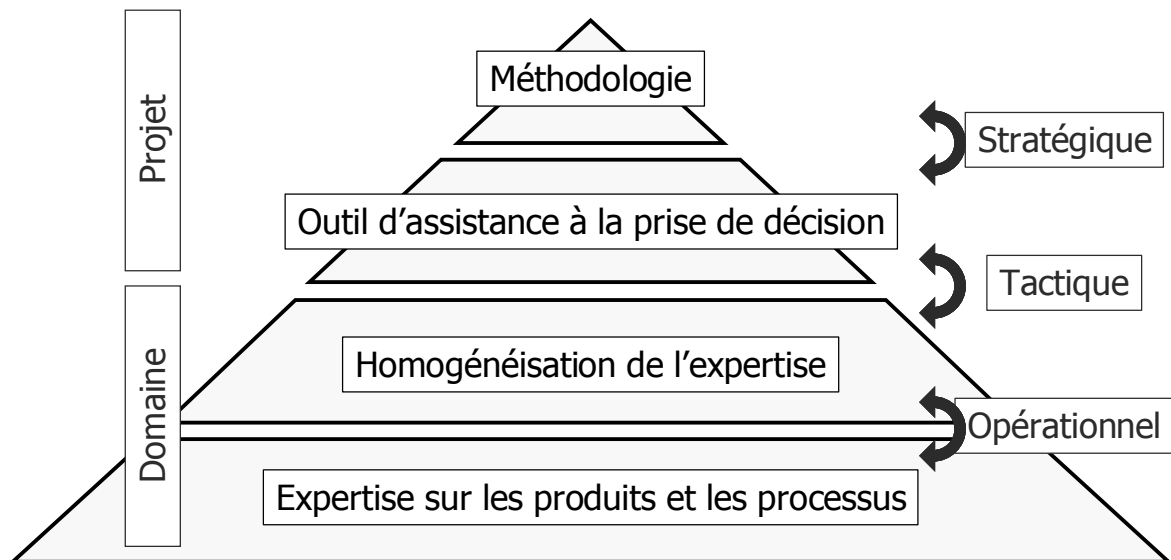 Projet
Méthodologie
Stratégique
Outil d’assistance à la prise de décision
Tactique
Domaine
Homogénéisation de l’expertise
Opérationnel
Expertise sur les produits et les processus